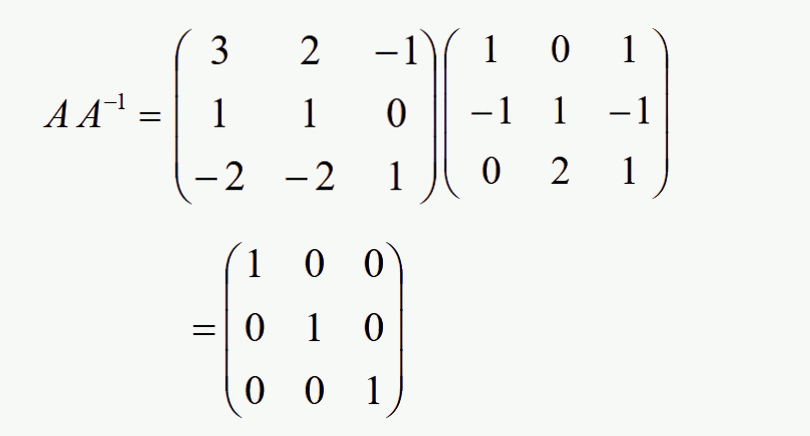 A A⁻¹ = ( 3 2 −1 ; 1 1 0 ; −2 −2 1 ) ( 1 0 1 ; −1 1 −1 ; 0 2 1 )
= ( 1 0 0 ; 0 1 0 ; 0 0 1 )